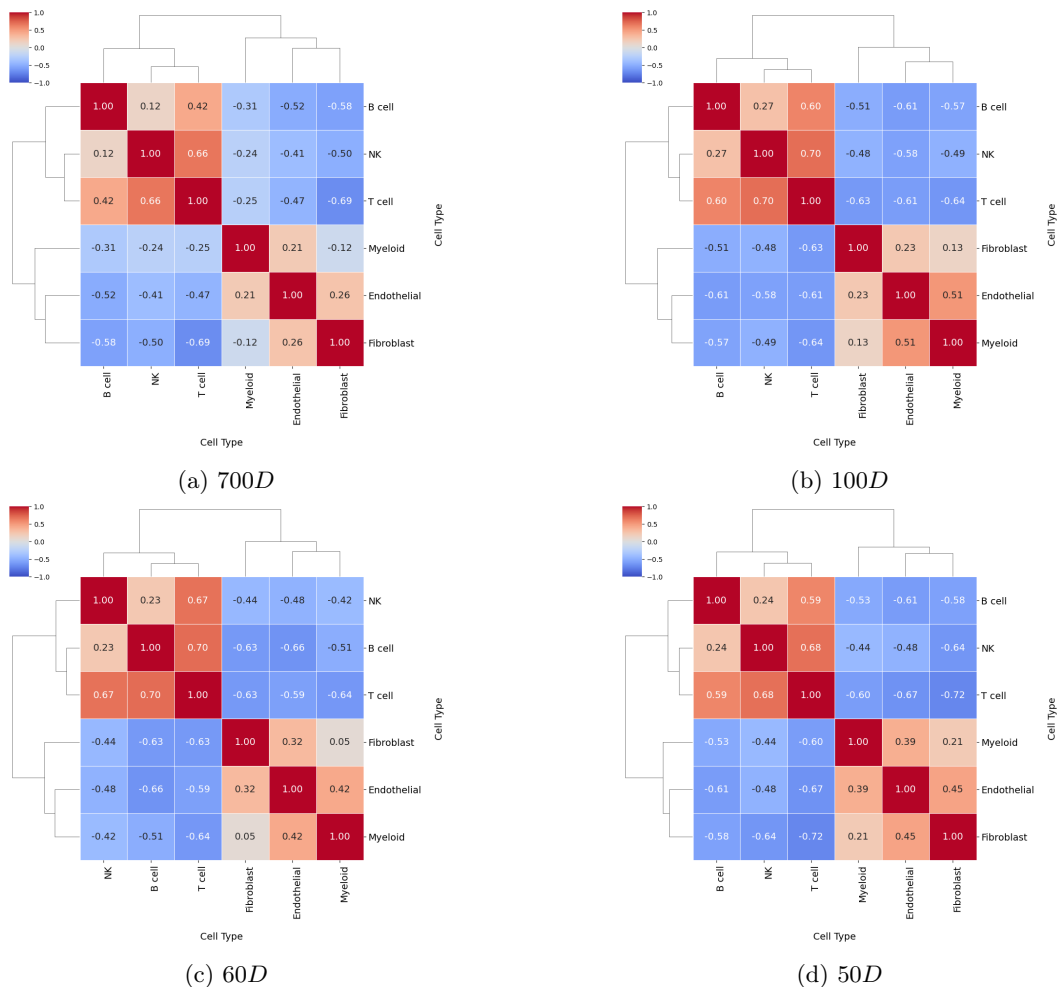 1.0
0.5
0.0
−0.5
−1.0
1.00 0.12 0.42 -0.31 -0.52 -0.58 B cell
0.12 1.00 0.66 -0.24 -0.41 -0.50 NK
0.42 0.66 1.00 -0.25 -0.47 -0.69 T cell
-0.31 -0.24 -0.25 1.00 0.21 -0.12 Myeloid
-0.52 -0.41 -0.47 0.21 1.00 0.26 Endothelial
-0.58 -0.50 -0.69 -0.12 0.26 1.00 Fibroblast
Cell Type
B cell NK T cell Myeloid Endothelial Fibroblast
Cell Type
(a) 700D
1.0
0.5
0.0
−0.5
−1.0
1.00 0.27 0.60 -0.51 -0.61 -0.57 B cell
0.27 1.00 0.70 -0.48 -0.58 -0.49 NK
0.60 0.70 1.00 -0.63 -0.61 -0.64 T cell
-0.51 -0.48 -0.63 1.00 0.23 0.13 Fibroblast
-0.61 -0.58 -0.61 0.23 1.00 0.51 Endothelial
-0.57 -0.49 -0.64 0.13 0.51 1.00 Myeloid
Cell Type
B cell NK T cell Fibroblast Endothelial Myeloid
Cell Type
(b) 100D
1.0
0.5
0.0
−0.5
−1.0
1.00 0.23 0.67 -0.44 -0.48 -0.42 NK
0.23 1.00 0.70 -0.63 -0.66 -0.51 B cell
0.67 0.70 1.00 -0.63 -0.59 -0.64 T cell
-0.44 -0.63 -0.63 1.00 0.32 0.05 Fibroblast
-0.48 -0.66 -0.59 0.32 1.00 0.42 Endothelial
-0.42 -0.51 -0.64 0.05 0.42 1.00 Myeloid
Cell Type
NK B cell T cell Fibroblast Endothelial Myeloid
Cell Type
(c) 60D
1.0
0.5
0.0
−0.5
−1.0
1.00 0.24 0.59 -0.53 -0.61 -0.58 B cell
0.24 1.00 0.68 -0.44 -0.48 -0.64 NK
0.59 0.68 1.00 -0.60 -0.67 -0.72 T cell
-0.53 -0.44 -0.60 1.00 0.39 0.21 Myeloid
-0.61 -0.48 -0.67 0.39 1.00 0.45 Endothelial
-0.58 -0.64 -0.72 0.21 0.45 1.00 Fibroblast
Cell Type
B cell NK T cell Myeloid Endothelial Fibroblast
Cell Type
(d) 50D